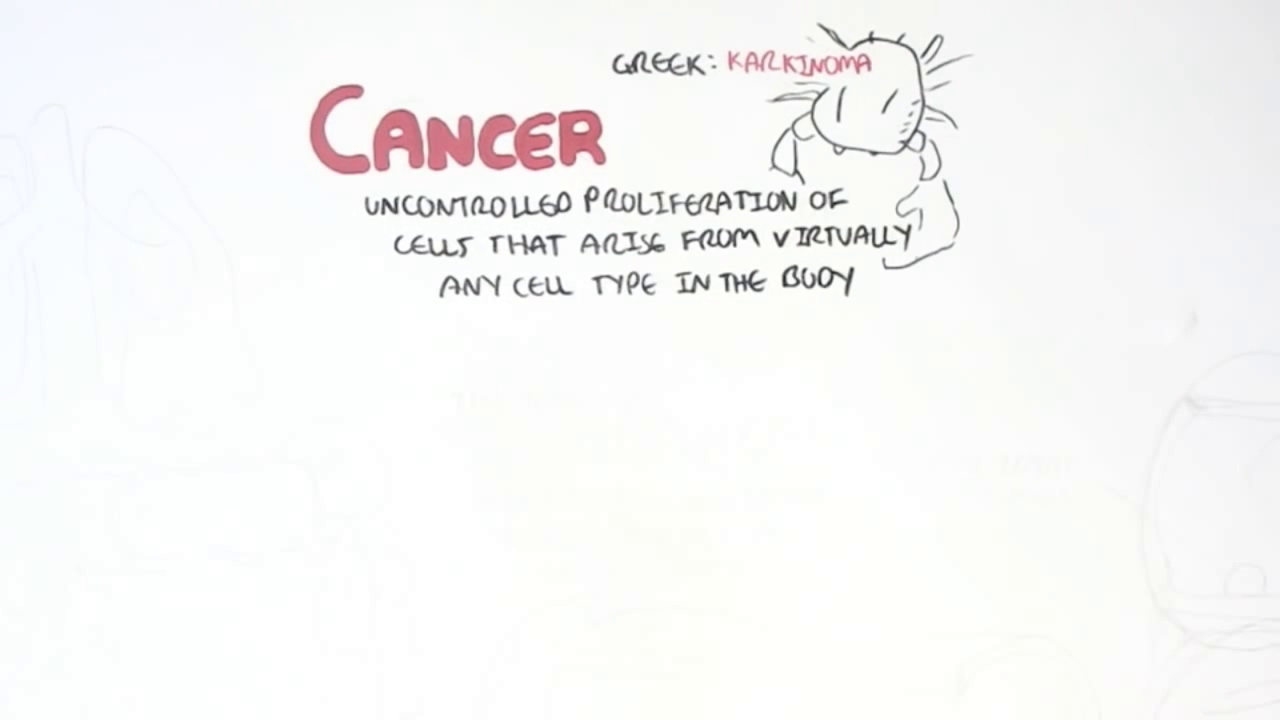 GREEK: KARKINOMA
CANCER
UNCONTROLLED PROLIFERATION OF
CELLS THAT ARISE FROM VIRTUALLY
ANY CELL TYPE IN THE BODY